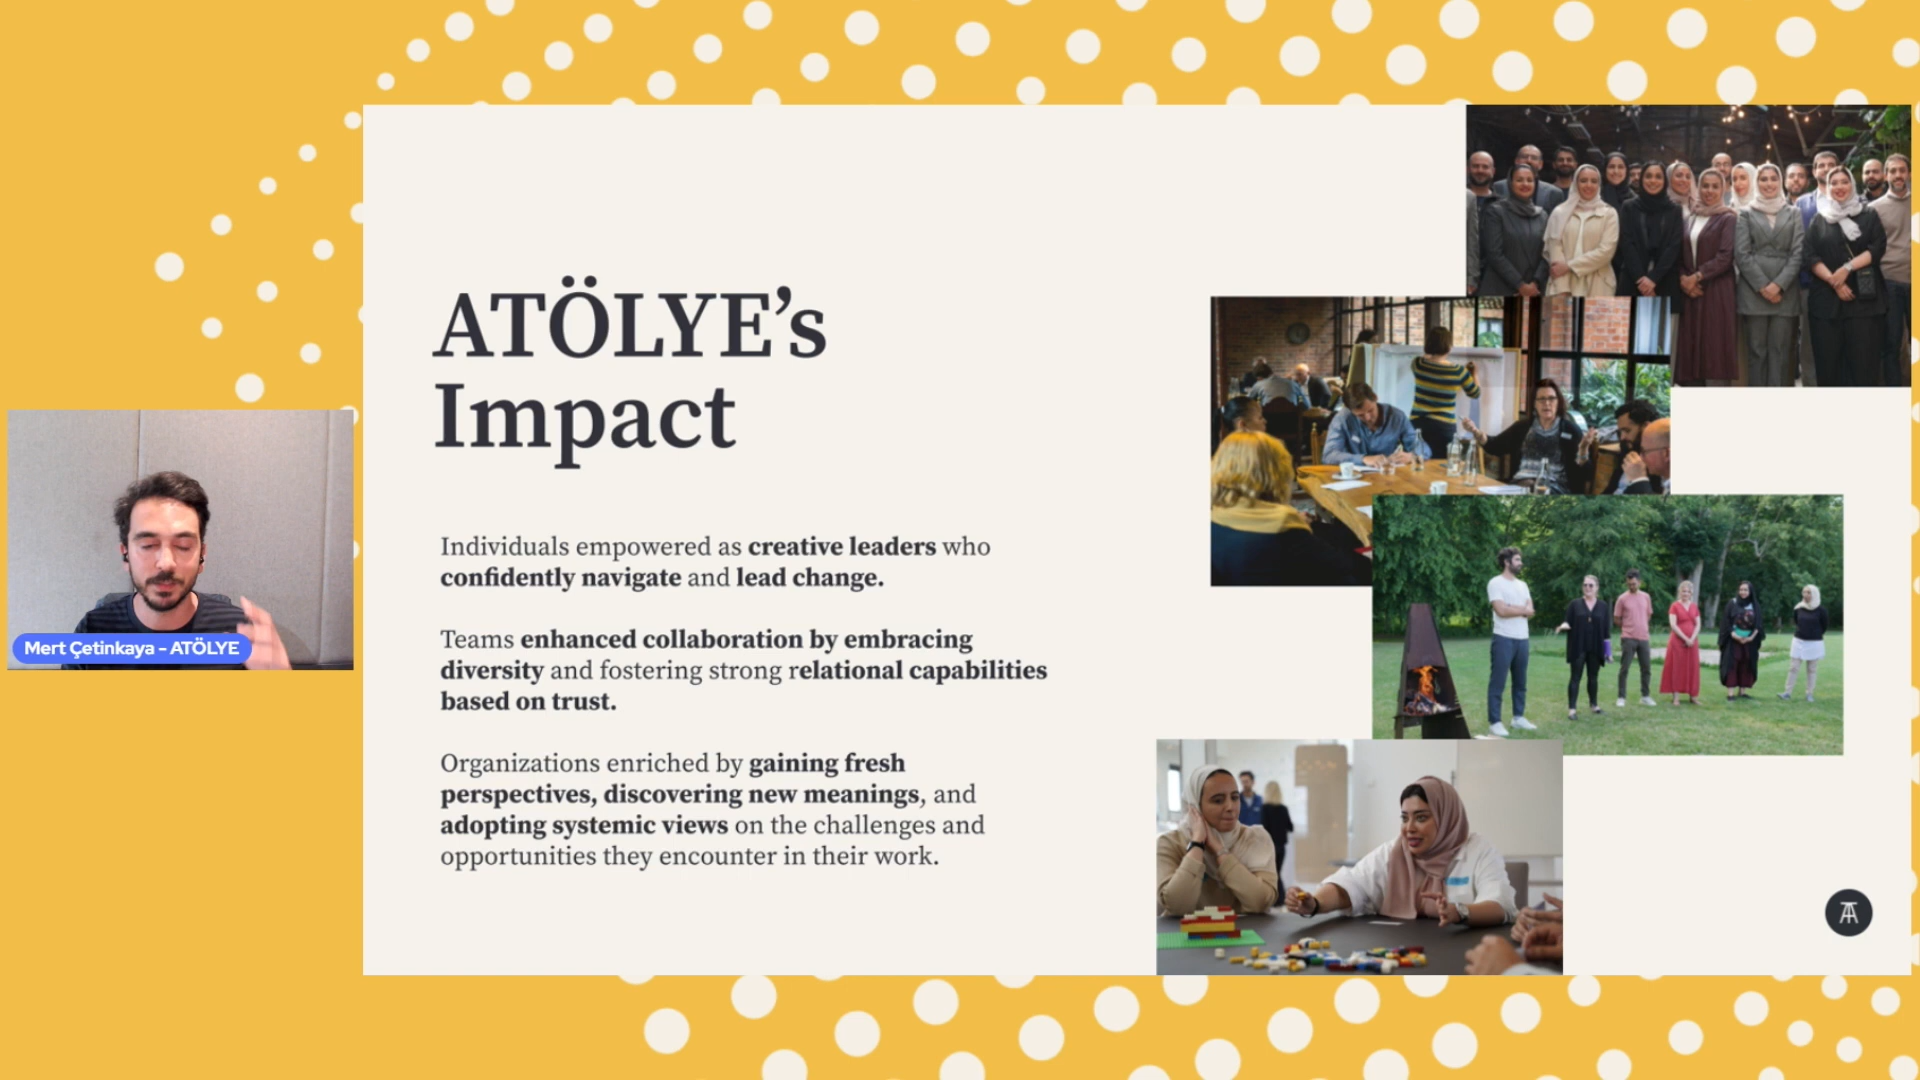 ATÖLYE’s
Impact
Individuals empowered as creative leaders who
confidently navigate and lead change.
Teams enhanced collaboration by embracing
diversity and fostering strong relational capabilities
based on trust.
Organizations enriched by gaining fresh
perspectives, discovering new meanings, and
adopting systemic views on the challenges and
opportunities they encounter in their work.
Mert Çetinkaya – ATÖLYE